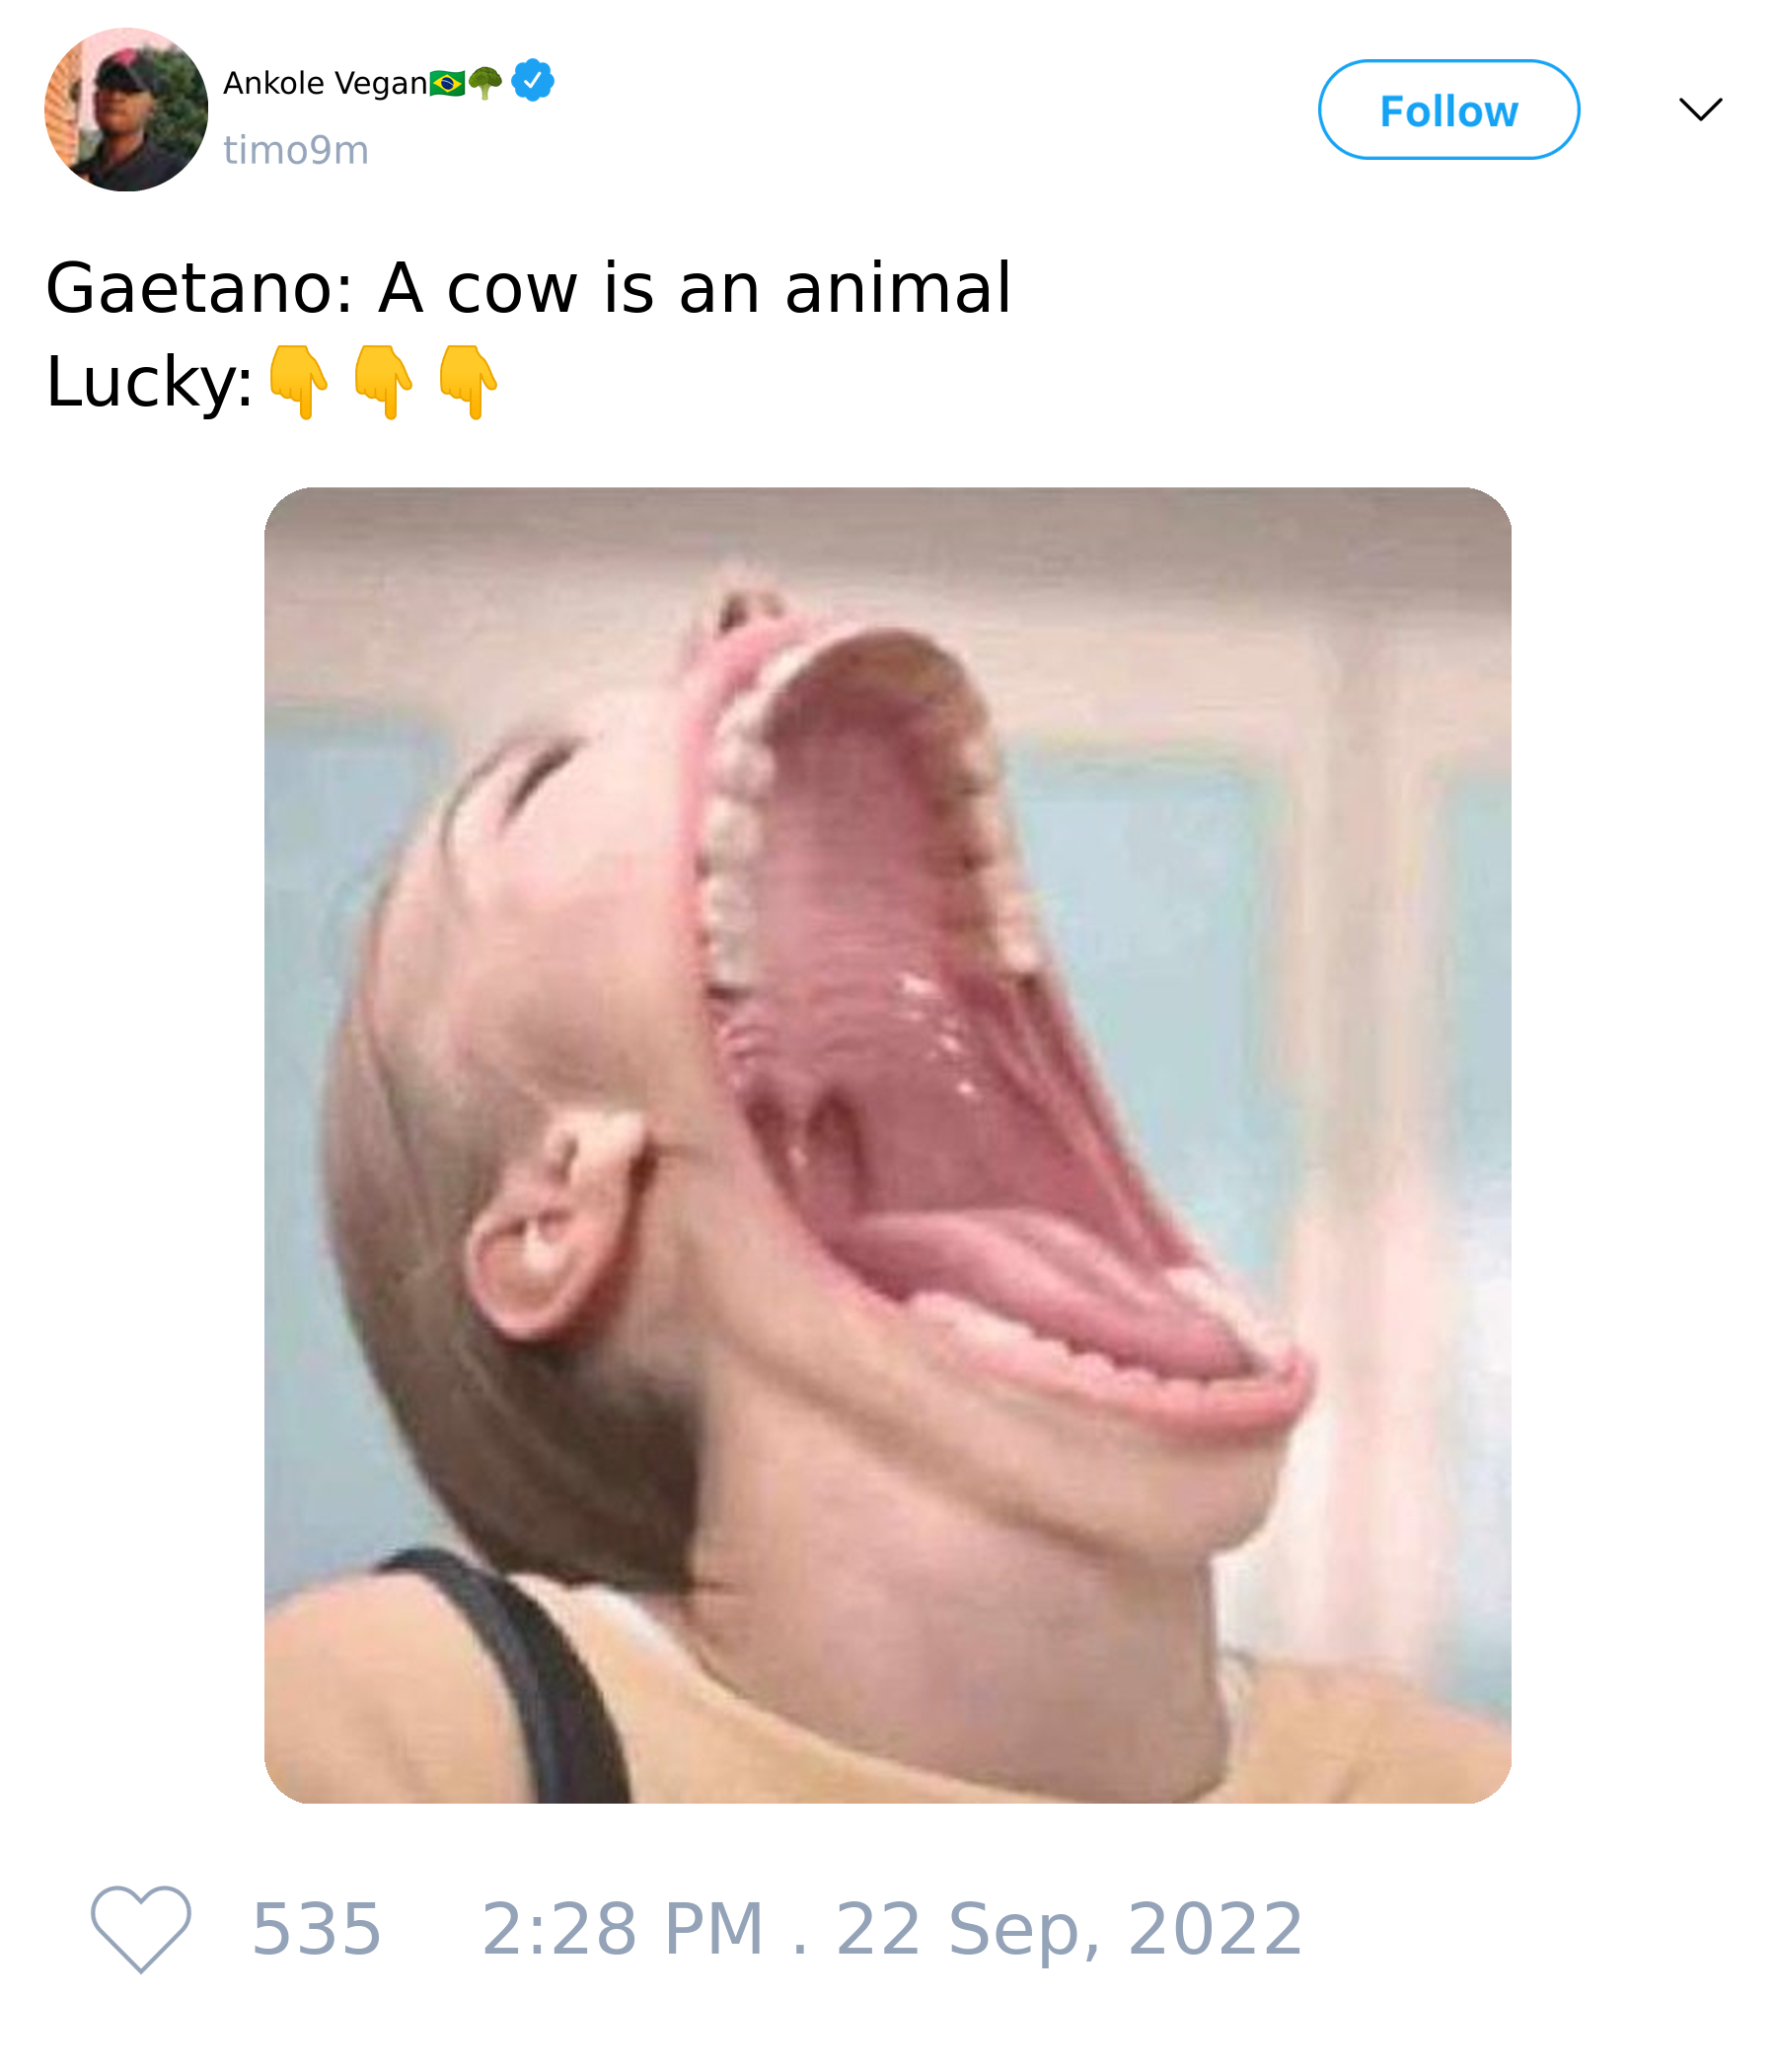 Ankole Vegan🇧🇷🥦
timo9m
Follow
Gaetano: A cow is an animal
Lucky:👇👇👇
535 2:28 PM . 22 Sep, 2022